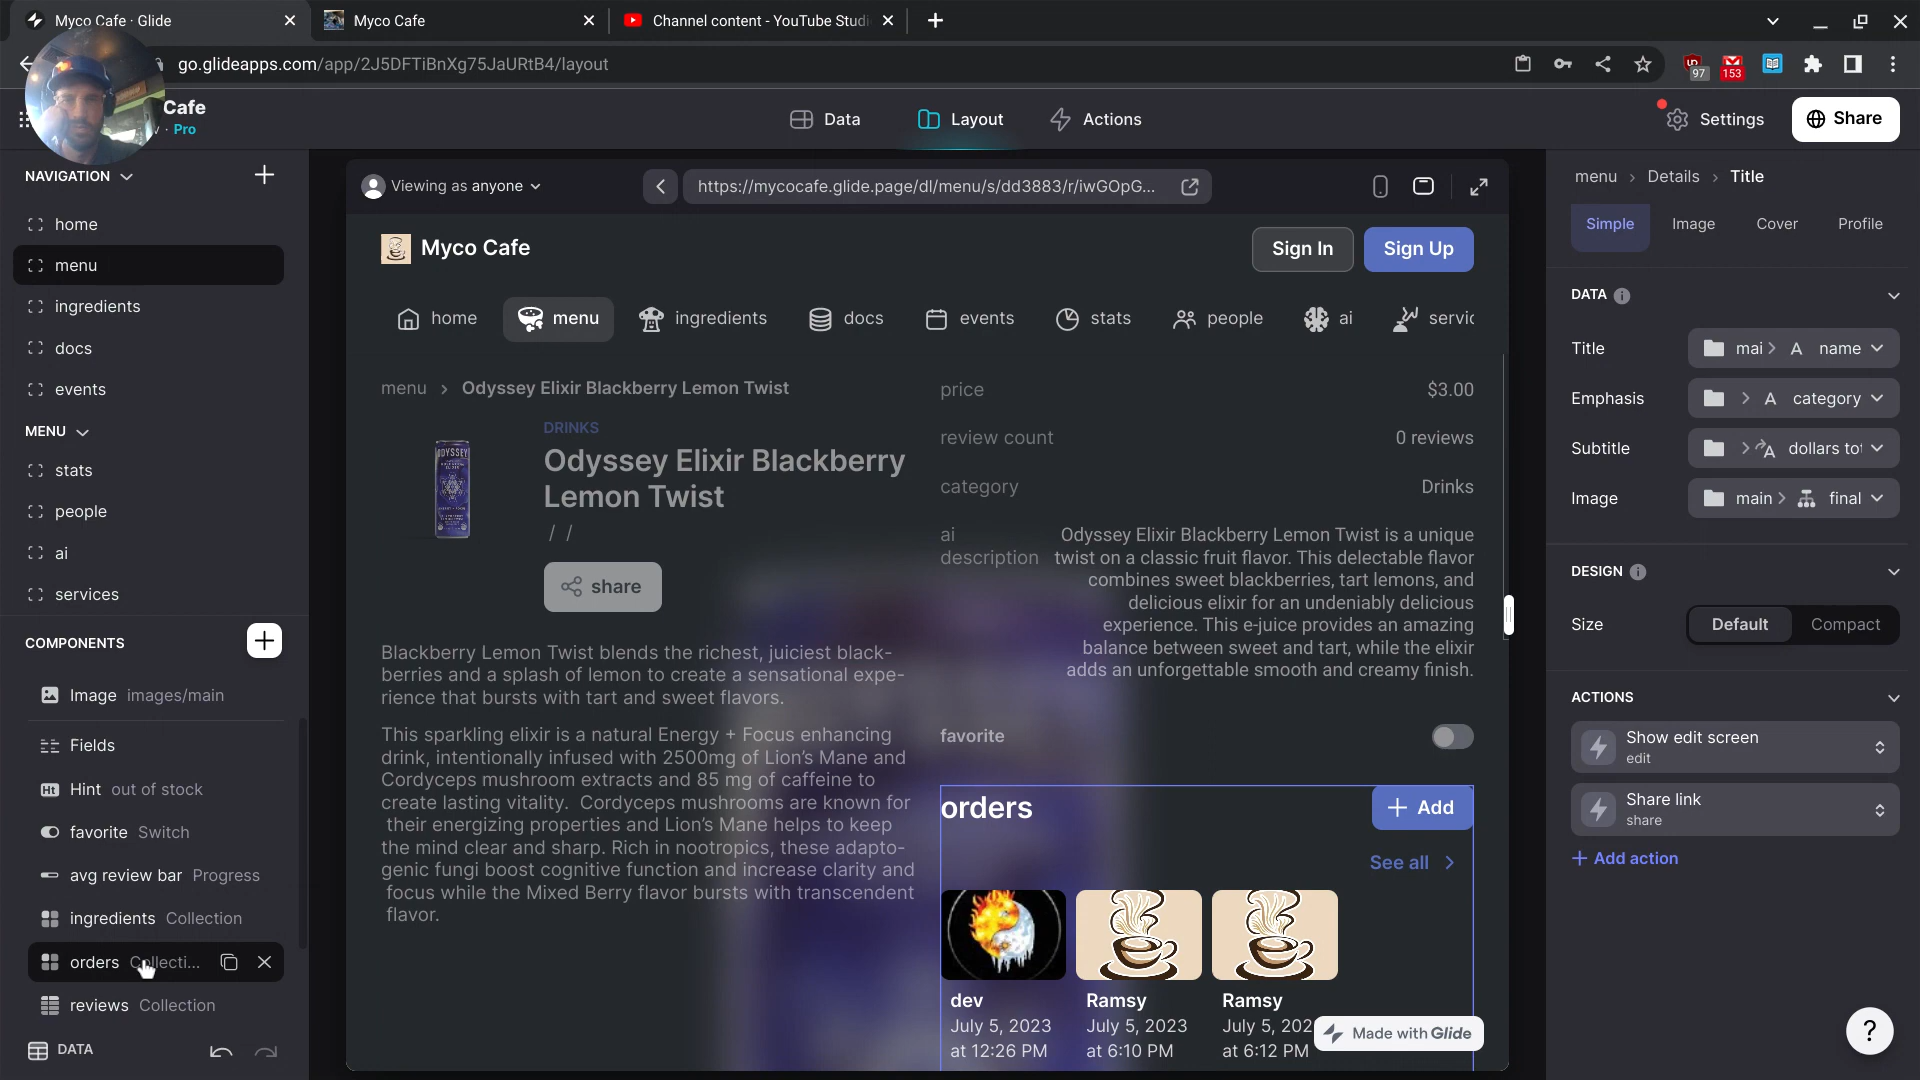 Myco Cafe · Glide
Myco Cafe
Channel content - YouTube Studi
go.glideapps.com/app/2J5DFTiBnXg75JaURtB4/layout
97
153
Cafe
· Pro
Data
Layout
Actions
Settings
Share
NAVIGATION
home
menu
ingredients
docs
events
MENU
stats
people
ai
services
COMPONENTS
Image images/main
Fields
Hint out of stock
favorite Switch
avg review bar Progress
ingredients Collection
orders Collecti...
reviews Collection
DATA
Viewing as anyone
https://mycocafe.glide.page/dl/menu/s/dd3883/r/iwGOpG...
Myco Cafe
Sign In
Sign Up
home
menu
ingredients
docs
events
stats
people
ai
servic
menu > Odyssey Elixir Blackberry Lemon Twist
DRINKS
Odyssey Elixir Blackberry
Lemon Twist
/ /
share
ODYSSEY
Blackberry Lemon Twist blends the richest, juiciest black-
berries and a splash of lemon to create a sensational expe-
rience that bursts with tart and sweet flavors.
This sparkling elixir is a natural Energy + Focus enhancing
drink, intentionally infused with 2500mg of Lion's Mane and
Cordyceps mushroom extracts and 85 mg of caffeine to
create lasting vitality. Cordyceps mushrooms are known for
their energizing properties and Lion's Mane helps to keep
the mind clear and sharp. Rich in nootropics, these adapto-
genic fungi boost cognitive function and increase clarity and
focus while the Mixed Berry flavor bursts with transcendent
flavor.
price $3.00
review count 0 reviews
category Drinks
ai
description
Odyssey Elixir Blackberry Lemon Twist is a unique
twist on a classic fruit flavor. This delectable flavor
combines sweet blackberries, tart lemons, and
delicious elixir for an undeniably delicious
experience. This e-juice provides an amazing
balance between sweet and tart, while the elixir
adds an unforgettable smooth and creamy finish.
favorite
orders
+ Add
See all >
dev
July 5, 2023
at 12:26 PM
Ramsy
July 5, 2023
at 6:10 PM
Ramsy
July 5, 202
at 6:12 PM
Made with Glide
menu > Details > Title
Simple
Image
Cover
Profile
DATA
Title mai > A name
Emphasis > A category
Subtitle > A dollars to
Image main > final
DESIGN
Size Default Compact
ACTIONS
Show edit screen
edit
Share link
share
+ Add action
?